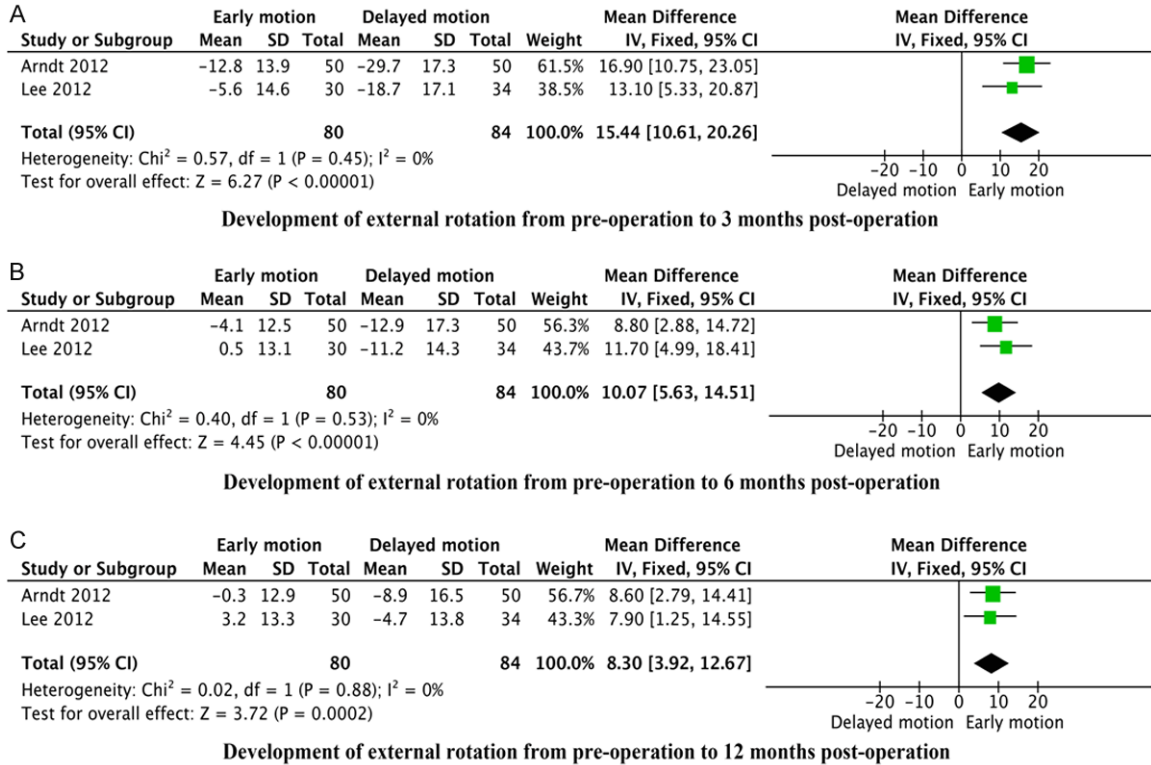 A
Early motion Delayed motion Mean Difference Mean Difference
Study or Subgroup Mean SD Total Mean SD Total Weight IV, Fixed, 95% CI IV, Fixed, 95% CI
Arndt 2012 −12.8 13.9 50 −29.7 17.3 50 61.5% 16.90 [10.75, 23.05]
Lee 2012 −5.6 14.6 30 −18.7 17.1 34 38.5% 13.10 [5.33, 20.87]
Total (95% CI) 80 84 100.0% 15.44 [10.61, 20.26]
Heterogeneity: Chi² = 0.57, df = 1 (P = 0.45); I² = 0%
Test for overall effect: Z = 6.27 (P < 0.00001)
−20 −10 0 10 20
Delayed motion Early motion
Development of external rotation from pre-operation to 3 months post-operation
B
Early motion Delayed motion Mean Difference Mean Difference
Study or Subgroup Mean SD Total Mean SD Total Weight IV, Fixed, 95% CI IV, Fixed, 95% CI
Arndt 2012 −4.1 12.5 50 −12.9 17.3 50 56.3% 8.80 [2.88, 14.72]
Lee 2012 0.5 13.1 30 −11.2 14.3 34 43.7% 11.70 [4.99, 18.41]
Total (95% CI) 80 84 100.0% 10.07 [5.63, 14.51]
Heterogeneity: Chi² = 0.40, df = 1 (P = 0.53); I² = 0%
Test for overall effect: Z = 4.45 (P < 0.00001)
−20 −10 0 10 20
Delayed motion Early motion
Development of external rotation from pre-operation to 6 months post-operation
C
Early motion Delayed motion Mean Difference Mean Difference
Study or Subgroup Mean SD Total Mean SD Total Weight IV, Fixed, 95% CI IV, Fixed, 95% CI
Arndt 2012 −0.3 12.9 50 −8.9 16.5 50 56.7% 8.60 [2.79, 14.41]
Lee 2012 3.2 13.3 30 −4.7 13.8 34 43.3% 7.90 [1.25, 14.55]
Total (95% CI) 80 84 100.0% 8.30 [3.92, 12.67]
Heterogeneity: Chi² = 0.02, df = 1 (P = 0.88); I² = 0%
Test for overall effect: Z = 3.72 (P = 0.0002)
−20 −10 0 10 20
Delayed motion Early motion
Development of external rotation from pre-operation to 12 months post-operation